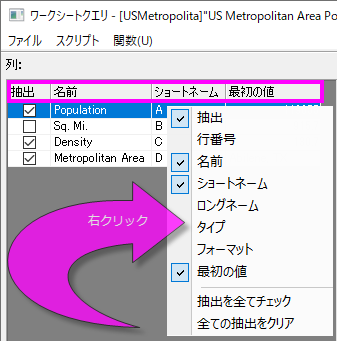 ワークシートクエリ - [USMetropolita]"US Metropolitan Area Po
ファイル スクリプト 関数(U)
列:
抽出 名前 ショートネーム 最初の値
Population A
Sq. Mi. B
Density C
Metropolitan Area D
抽出
行番号
名前
ショートネーム
ロングネーム
タイプ
フォーマット
最初の値
抽出を全てチェック
全ての抽出をクリア
右クリック